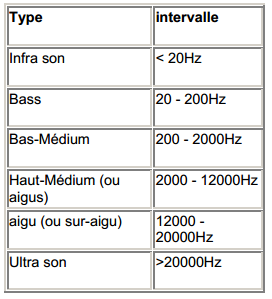 Type intervalle
Infra son < 20Hz
Bass 20 - 200Hz
Bas-Médium 200 - 2000Hz
Haut-Médium (ou 2000 - 12000Hz
aigus)
aigu (ou sur-aigu) 12000 -
20000Hz
Ultra son >20000Hz